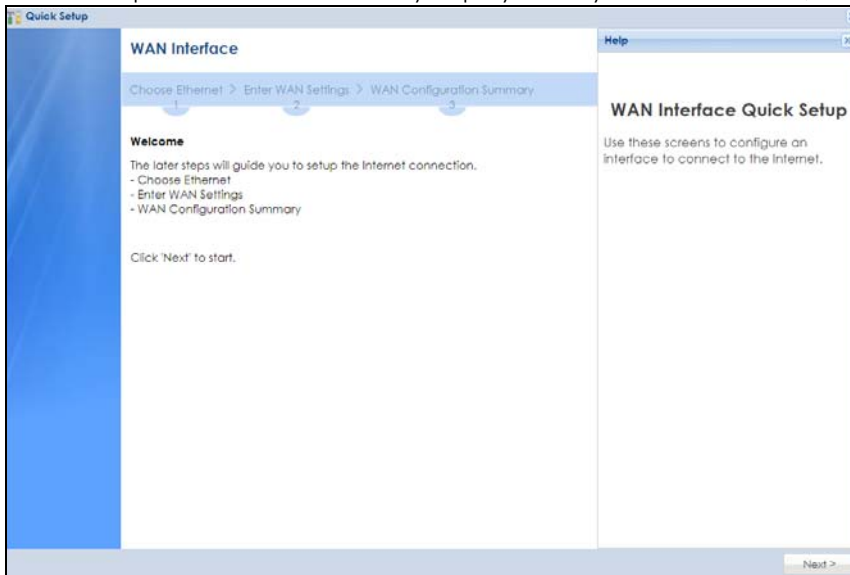 Quick Setup
WAN Interface
Choose Ethernet > Enter WAN Settings > WAN Configuration Summary
1 2 3
Welcome
The later steps will guide you to setup the Internet connection.
- Choose Ethernet
- Enter WAN Settings
- WAN Configuration Summary
Click 'Next' to start.
Help
WAN Interface Quick Setup
Use these screens to configure an
interface to connect to the Internet.
Next >